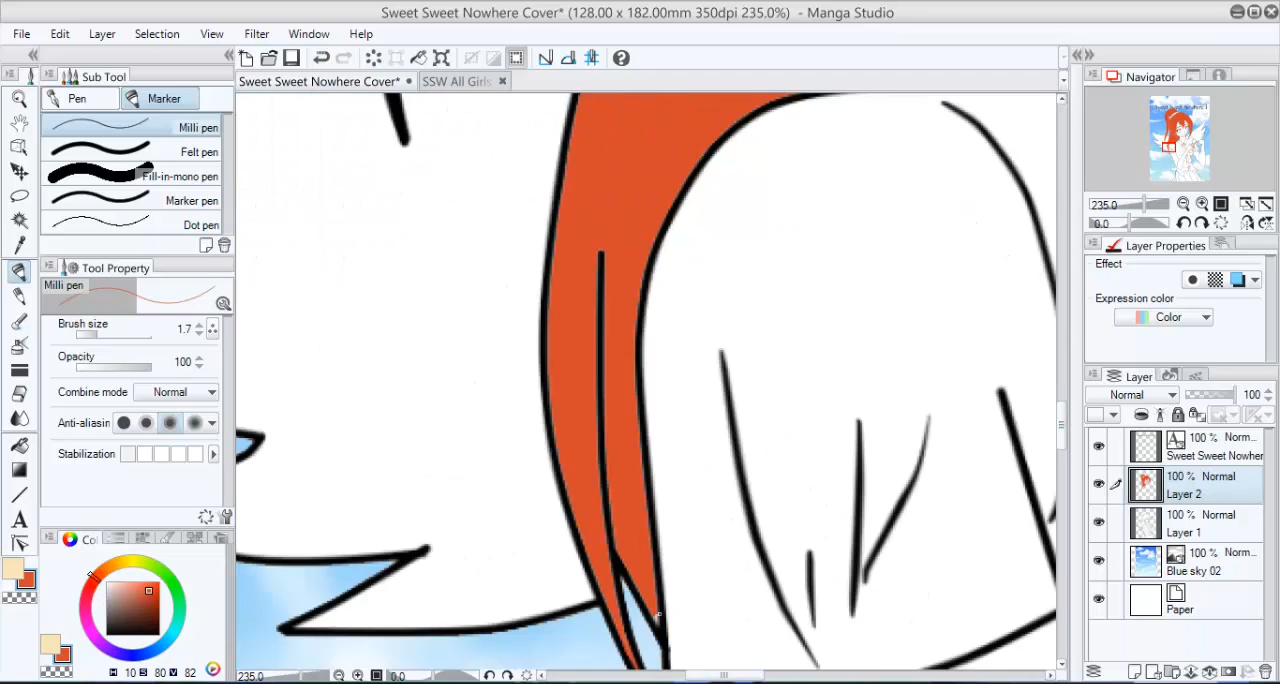 Sweet Sweet Nowhere Cover* (128.00 x 182.00mm 350dpi 235.0%) - Manga Studio
File Edit Layer Selection View Filter Window Help
Sub Tool
Pen Marker
Milli pen
Felt pen
Fill-in-mono pen
Marker pen
Dot pen
Tool Property
Milli pen
Brush size 1.7
Opacity 100
Combine mode Normal
Anti-aliasin
Stabilization
Co
H 10 S 80 V 82
Sweet Sweet Nowhere Cover* SSW All Girls
235.0 0.0
Navigator
235.0
0.0
Layer Properties
Effect
Expression color
Color
Layer
Normal 100
100 % Norm...
Sweet Sweet Nowher
100 % Normal
Layer 2
100 % Normal
Layer 1
100 % Norm...
Blue sky 02
Paper